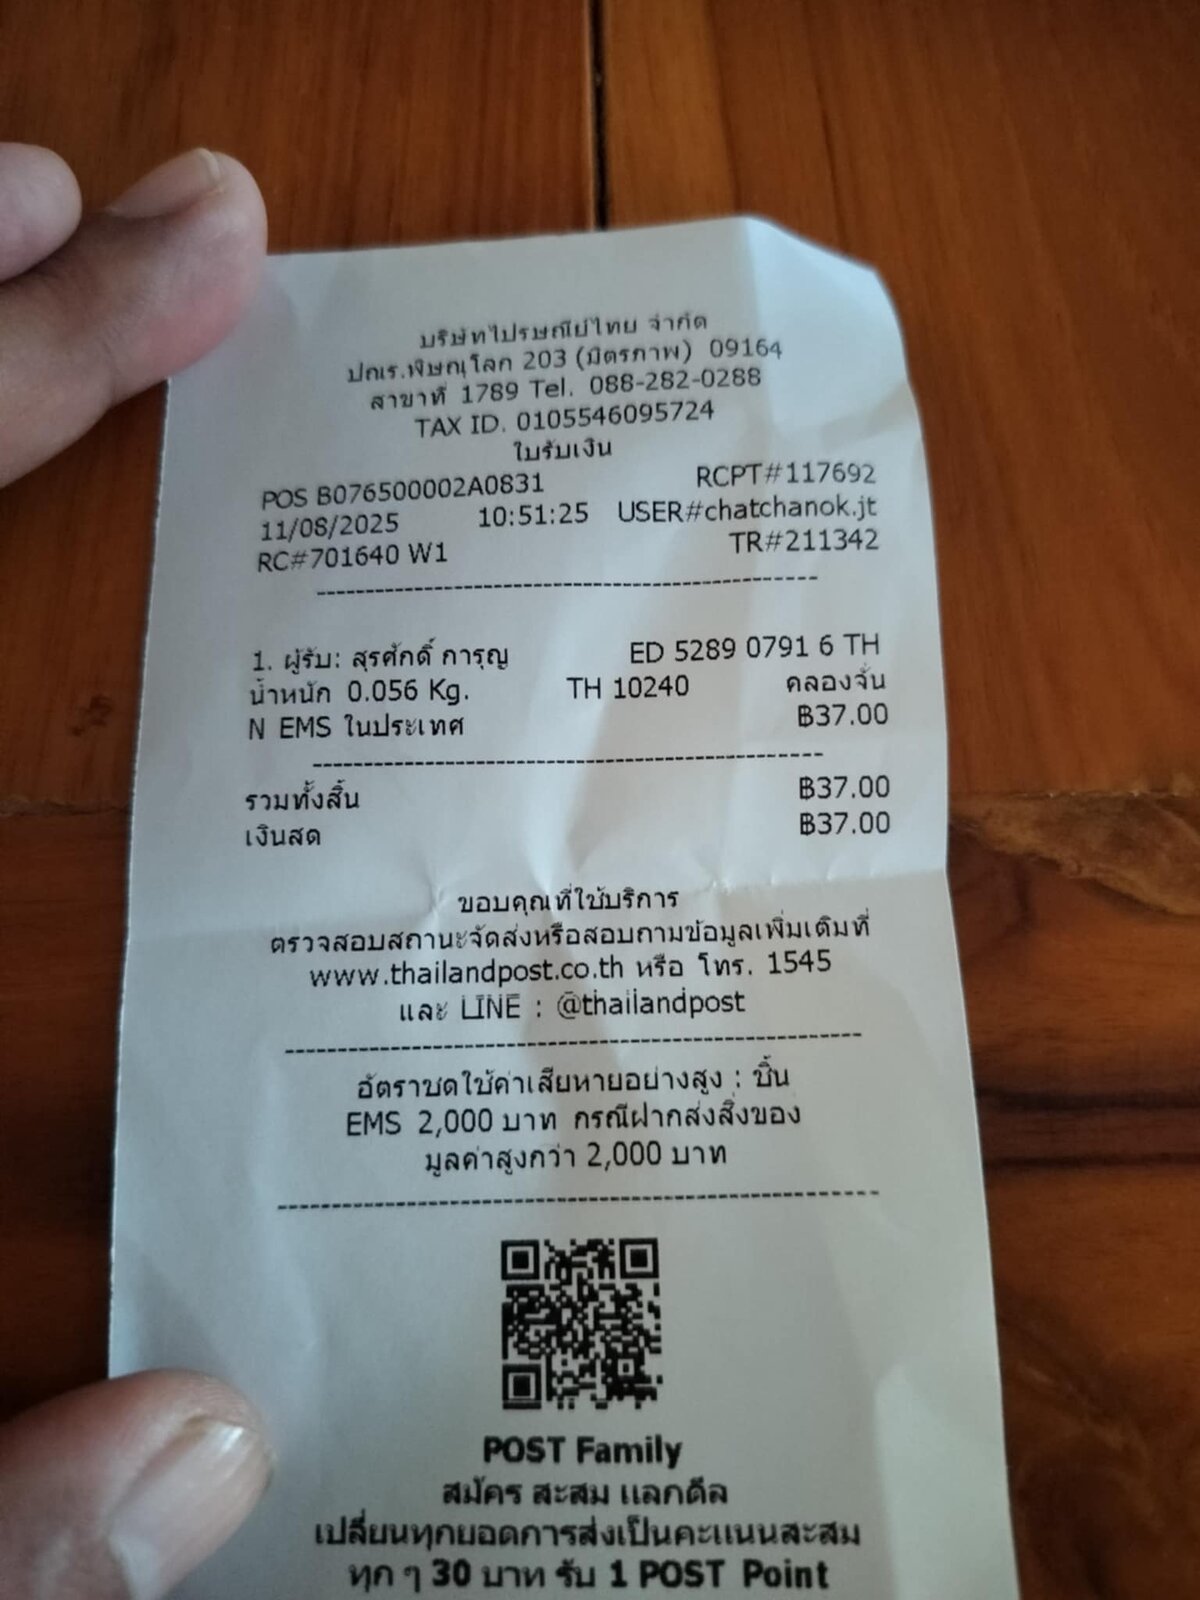 บริษัทไปรษณีย์ไทย จำกัด
ปณร.พิษณุโลก 203 (มิตรภาพ) 09164
สาขาที่ 1789 Tel. 088-282-0288
TAX ID. 0105546095724
ใบรับเงิน
POS B076500002A0831 RCPT#117692
11/08/2025 10:51:25 USER#chatchanok.jt
RC#701640 W1 TR#211342
1. ผู้รับ: สุรศักดิ์ การุญ ED 5289 0791 6 TH
น้ำหนัก 0.056 Kg. TH 10240 คลองจั่น
N EMS ในประเทศ ฿37.00
รวมทั้งสิ้น ฿37.00
เงินสด ฿37.00
ขอบคุณที่ใช้บริการ
ตรวจสอบสถานะจัดส่งหรือสอบถามข้อมูลเพิ่มเติมที่
www.thailandpost.co.th หรือ โทร. 1545
และ LINE : @thailandpost
อัตราชดใช้ค่าเสียหายอย่างสูง : ชิ้น
EMS 2,000 บาท กรณีฝากส่งสิ่งของ
มูลค่าสูงกว่า 2,000 บาท
POST Family
สมัคร สะสม แลกดีล
เปลี่ยนทุกยอดการส่งเป็นคะแนนสะสม
ทุก ๆ 30 บาท รับ 1 POST Point